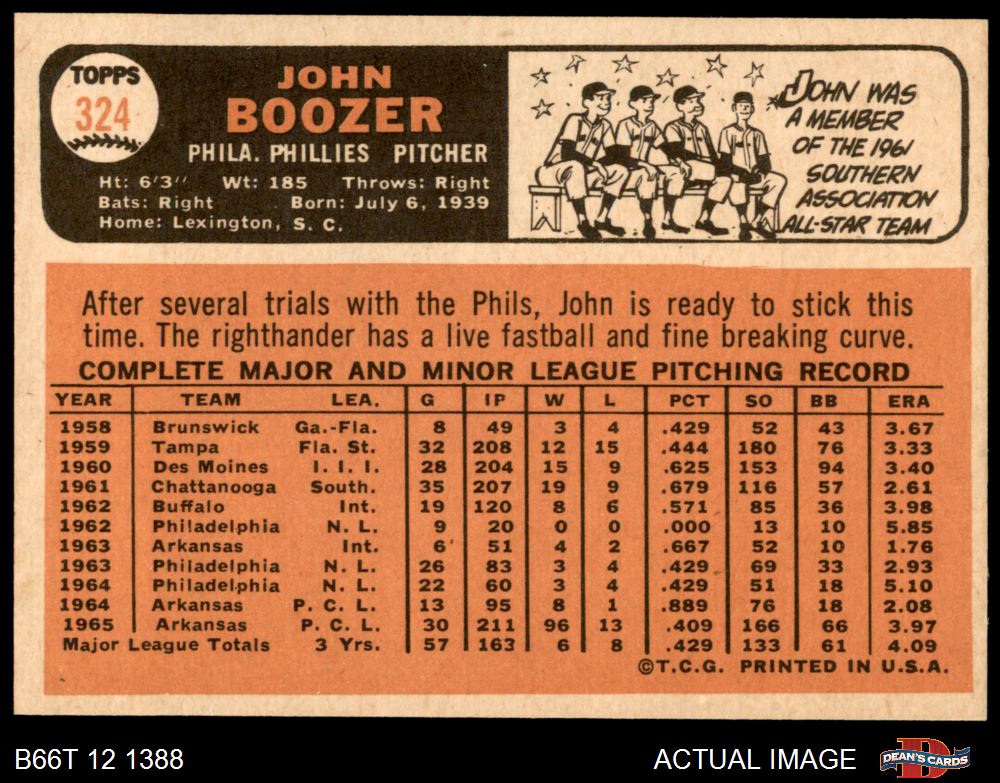 TOPPS
324
JOHN
BOOZER
PHILA. PHILLIES PITCHER
Ht: 6'3" Wt: 185 Throws: Right
Bats: Right Born: July 6, 1939
Home: Lexington, S. C.
JOHN WAS
A MEMBER
OF THE 1961
SOUTHERN
ASSOCIATION
ALL-STAR TEAM
After several trials with the Phils, John is ready to stick this
time. The righthander has a live fastball and fine breaking curve.
COMPLETE MAJOR AND MINOR LEAGUE PITCHING RECORD
YEAR TEAM LEA. G IP W L PCT SO BB ERA
1958 Brunswick Ga.-Fla. 8 49 3 4 .429 52 43 3.67
1959 Tampa Fla. St. 32 208 12 15 .444 180 76 3.33
1960 Des Moines I. I. I. 28 204 15 9 .625 153 94 3.40
1961 Chattanooga South. 35 207 19 9 .679 116 57 2.61
1962 Buffalo Int. 19 120 8 6 .571 85 36 3.98
1962 Philadelphia N. L. 9 20 0 0 .000 13 10 5.85
1963 Arkansas Int. 6 51 4 2 .667 52 10 1.76
1963 Philadelphia N. L. 26 83 3 4 .429 69 33 2.93
1964 Philadelphia N. L. 22 60 3 4 .429 51 18 5.10
1964 Arkansas P. C. L. 13 95 8 1 .889 76 18 2.08
1965 Arkansas P. C. L. 30 211 96 13 .409 166 66 3.97
Major League Totals 3 Yrs. 57 163 6 8 .429 133 61 4.09
©T.C.G. PRINTED IN U.S.A.
B66T 12 1388 ACTUAL IMAGE DEAN'S CARDS